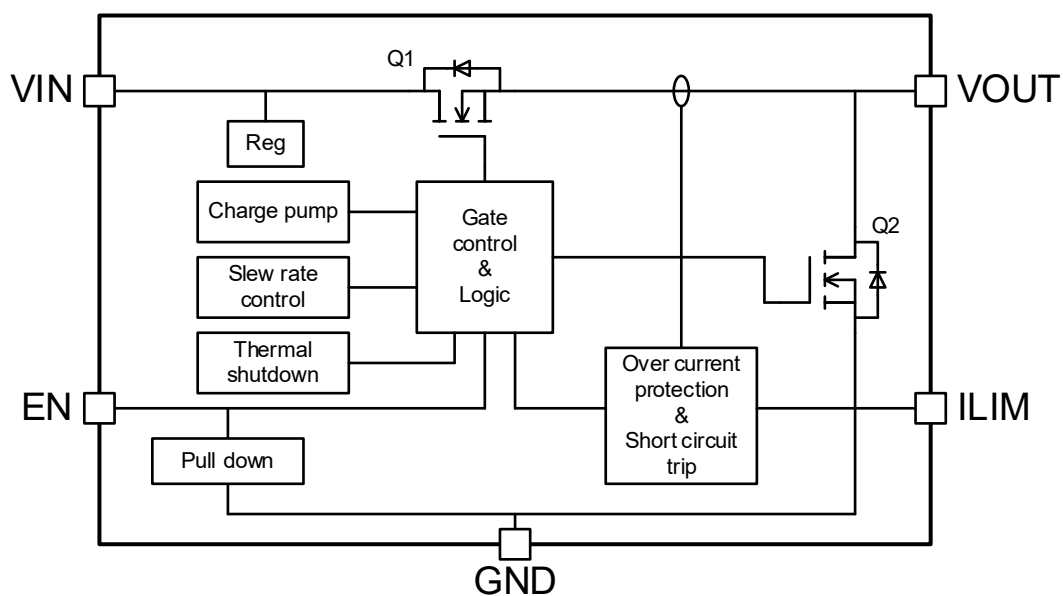 Q1
VIN
VOUT
Reg
Charge pump
Gate
control
&
Logic
Q2
Slew rate
control
Thermal
shutdown
Over current
protection
&
Short circuit
trip
EN
ILIM
Pull down
GND